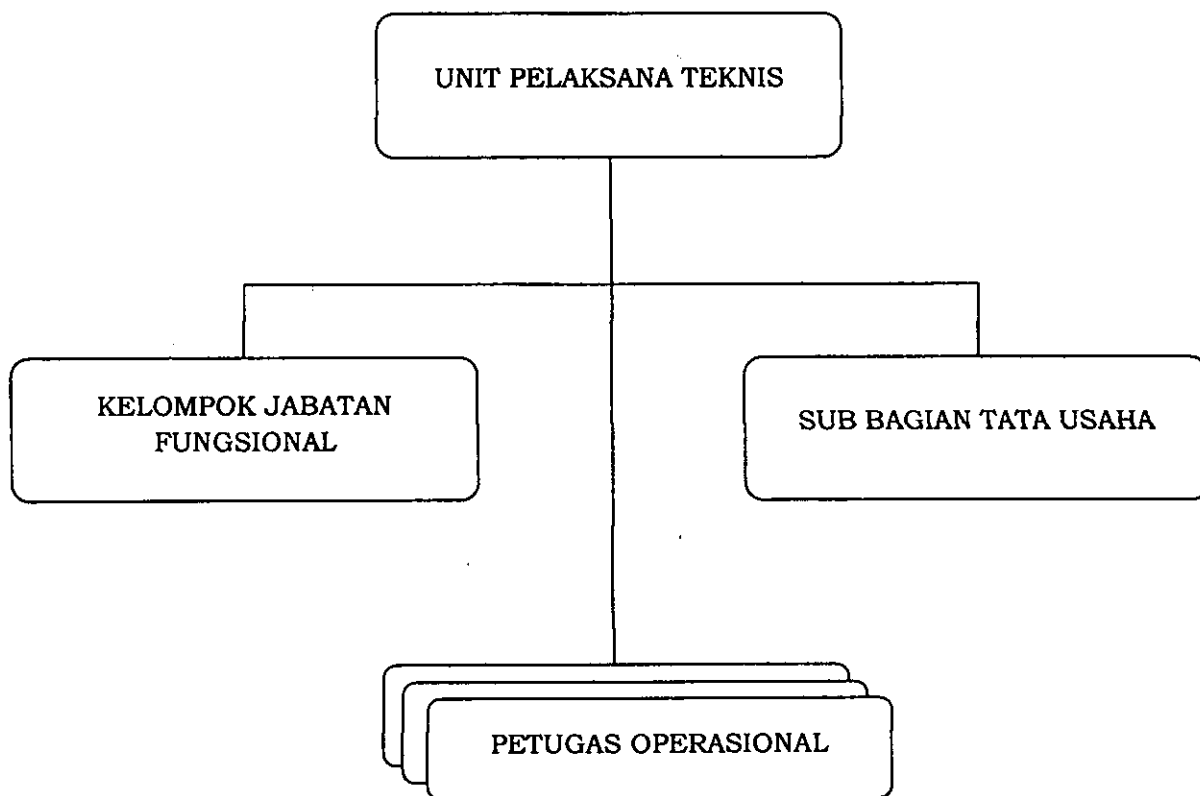 UNIT PELAKSANA TEKNIS
KELOMPOK JABATAN
FUNGSIONAL
SUB BAGIAN TATA USAHA
PETUGAS OPERASIONAL